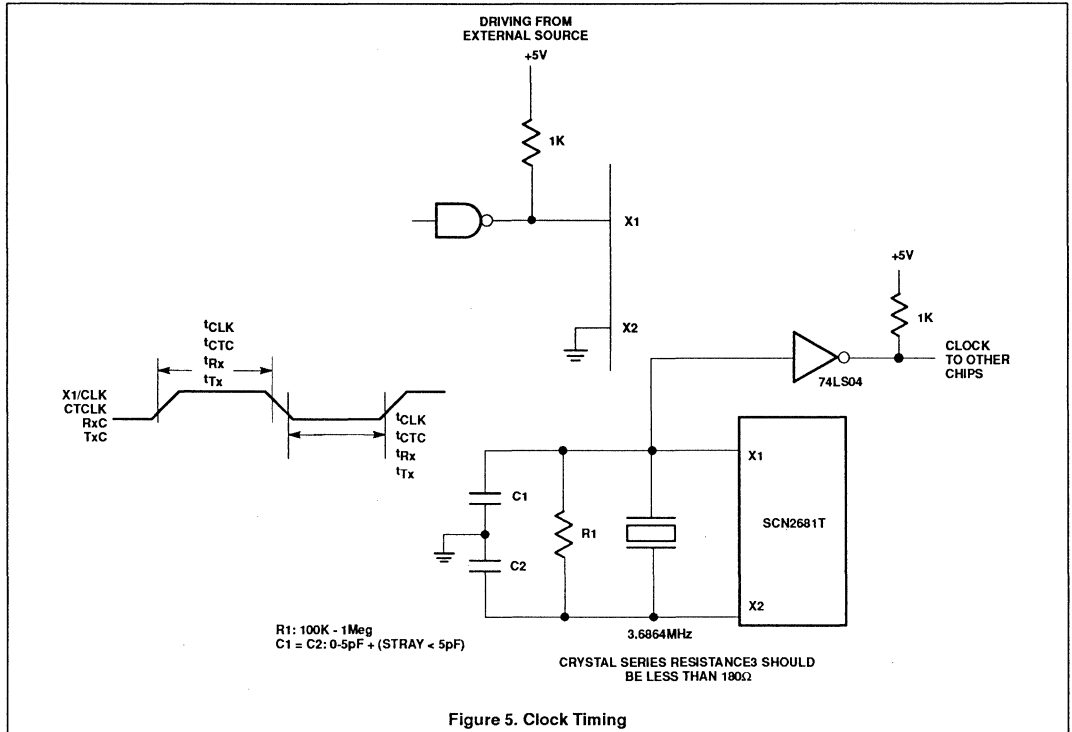 DRIVING FROM
EXTERNAL SOURCE
+5V
1K
X1
X2
+5V
1K
CLOCK
TO OTHER
CHIPS
74LS04
tCLK
tCTC
tRx
tTx
X1/CLK
CTCLK
RxC
TxC
tCLK
tCTC
tRx
tTx
C1
C2
R1
X1
SCN2681T
X2
3.6864MHz
R1: 100K - 1Meg
C1 = C2: 0-5pF + (STRAY < 5pF)
CRYSTAL SERIES RESISTANCE3 SHOULD
BE LESS THAN 180Ω
Figure 5. Clock Timing